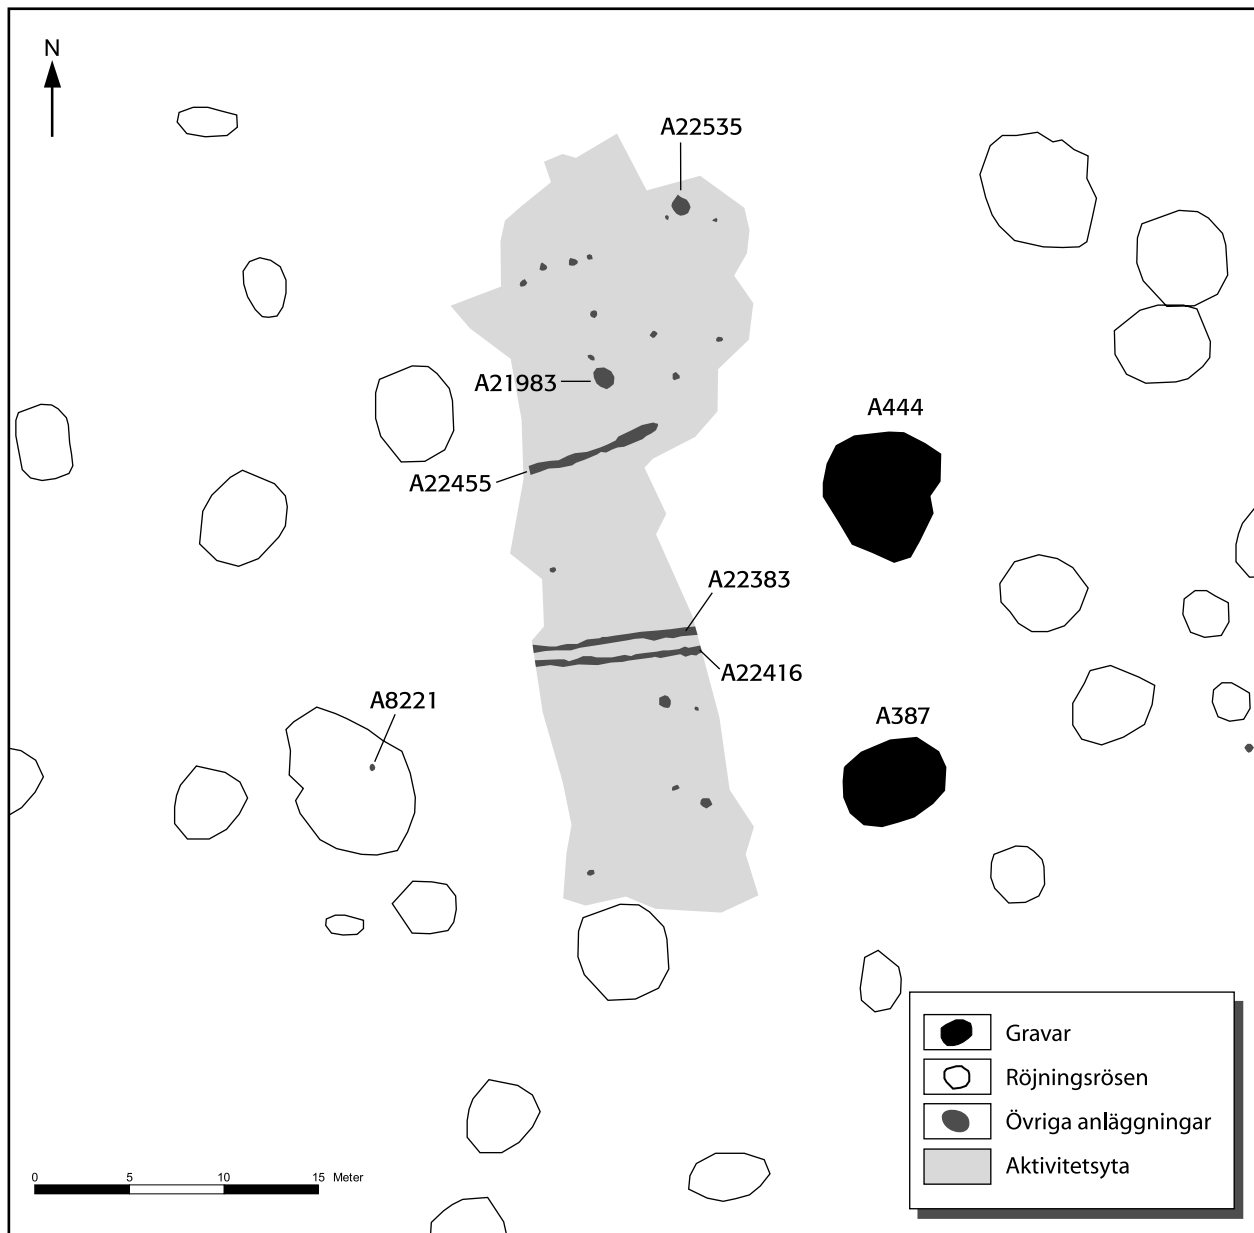 N
A22535
A21983
A444
A22455
A22383
A22416
A8221
A387
Gravar
Röjningsrösen
Övriga anläggningar
Aktivitetsyta
0 5 10 15 Meter